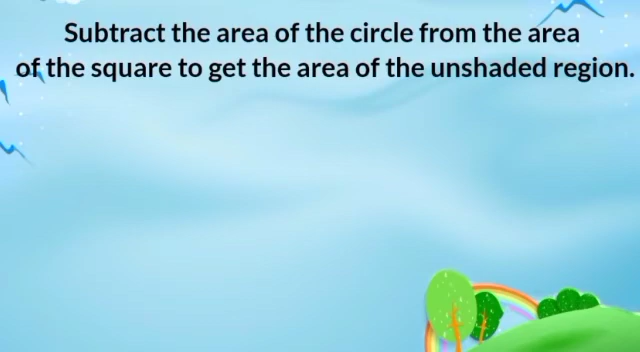 Subtract the area of the circle from the area
of the square to get the area of the unshaded region.